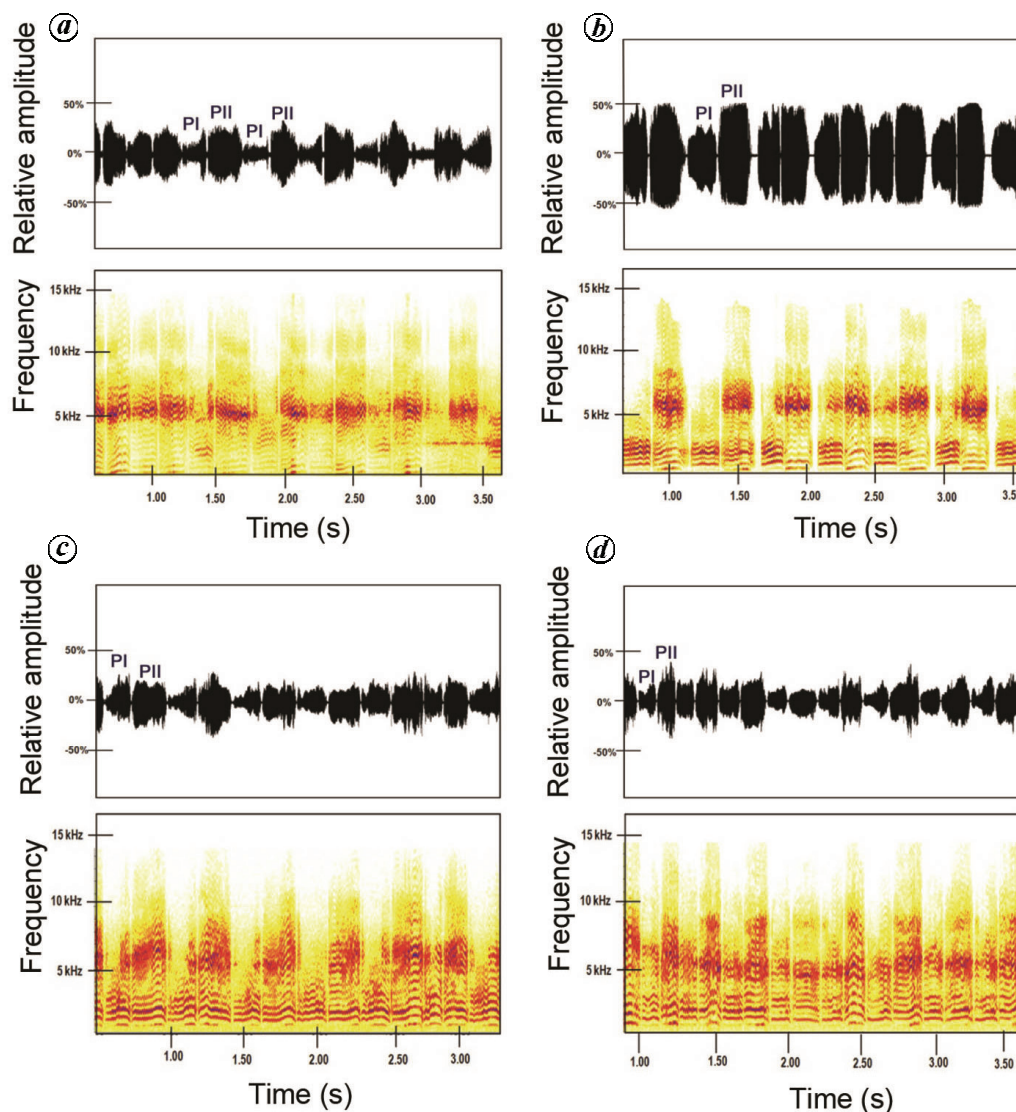 a
Relative amplitude
50%
0%
-50%
PI
PII
PI
PII
Frequency
15 kHz
10 kHz
5 kHz
1.00
1.50
2.00
2.50
3.00
3.50
Time (s)
b
Relative amplitude
50%
0%
-50%
PI
PII
Frequency
15 kHz
10 kHz
5 kHz
1.00
1.50
2.00
2.50
3.00
3.5
Time (s)
c
Relative amplitude
50%
0%
-50%
PI
PII
Frequency
15 kHz
10 kHz
5 kHz
1.00
1.50
2.00
2.50
3.00
Time (s)
d
Relative amplitude
50%
0%
-50%
PI
PII
Frequency
15 kHz
10 kHz
5 kHz
1.00
1.50
2.00
2.50
3.00
3.50
Time (s)